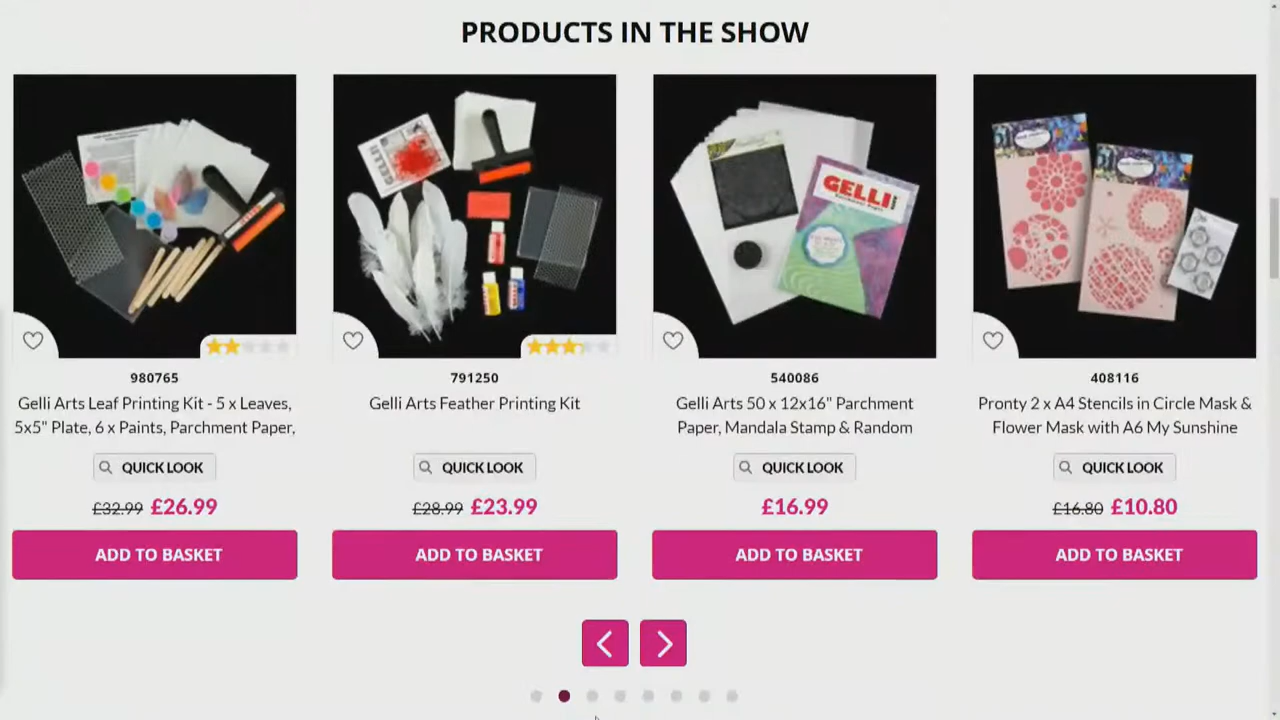 PRODUCTS IN THE SHOW
GELLI
GELLI
980765
791250
540086
408116
Gelli Arts Leaf Printing Kit - 5 x Leaves,
5x5" Plate, 6 x Paints, Parchment Paper,
Gelli Arts Feather Printing Kit
Gelli Arts 50 x 12x16" Parchment
Paper, Mandala Stamp & Random
Pronty 2 x A4 Stencils in Circle Mask &
Flower Mask with A6 My Sunshine
QUICK LOOK
QUICK LOOK
QUICK LOOK
QUICK LOOK
£32.99 £26.99
£28.99 £23.99
£16.99
£16.80 £10.80
ADD TO BASKET
ADD TO BASKET
ADD TO BASKET
ADD TO BASKET